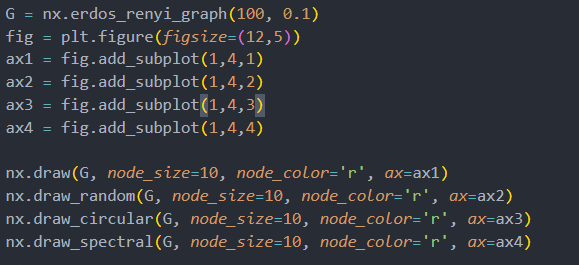 G = nx.erdos_renyi_graph(100, 0.1)
fig = plt.figure(figsize=(12,5))
ax1 = fig.add_subplot(1,4,1)
ax2 = fig.add_subplot(1,4,2)
ax3 = fig.add_subplot(1,4,3)
ax4 = fig.add_subplot(1,4,4)

nx.draw(G, node_size=10, node_color='r', ax=ax1)
nx.draw_random(G, node_size=10, node_color='r', ax=ax2)
nx.draw_circular(G, node_size=10, node_color='r', ax=ax3)
nx.draw_spectral(G, node_size=10, node_color='r', ax=ax4)